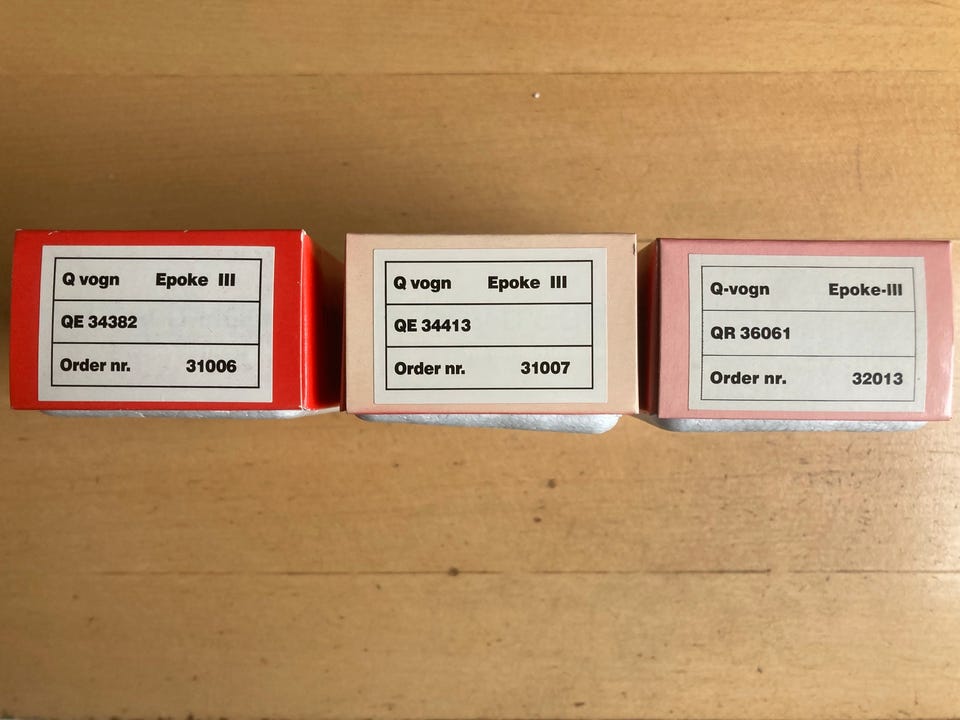 Q vogn Epoke III
QE 34382
Order nr. 31006
Q vogn Epoke III
QE 34413
Order nr. 31007
Q-vogn Epoke-III
QR 36061
Order nr. 32013